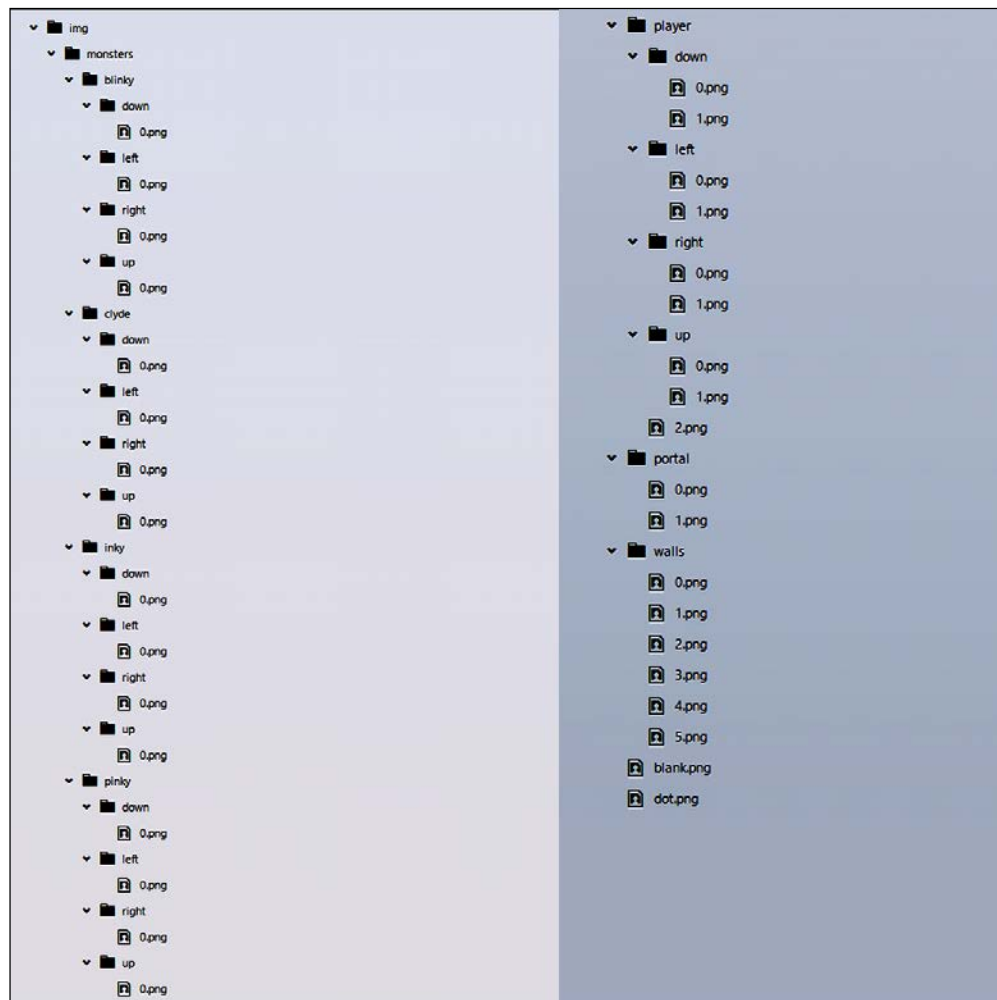 img
monsters
blinky
down
0.png
left
0.png
right
0.png
up
0.png
clyde
down
0.png
left
0.png
right
0.png
up
0.png
inky
down
0.png
left
0.png
right
0.png
up
0.png
pinky
down
0.png
left
0.png
right
0.png
up
0.png
player
down
0.png
1.png
left
0.png
1.png
right
0.png
1.png
up
0.png
1.png
2.png
portal
0.png
1.png
walls
0.png
1.png
2.png
3.png
4.png
5.png
blank.png
dot.png